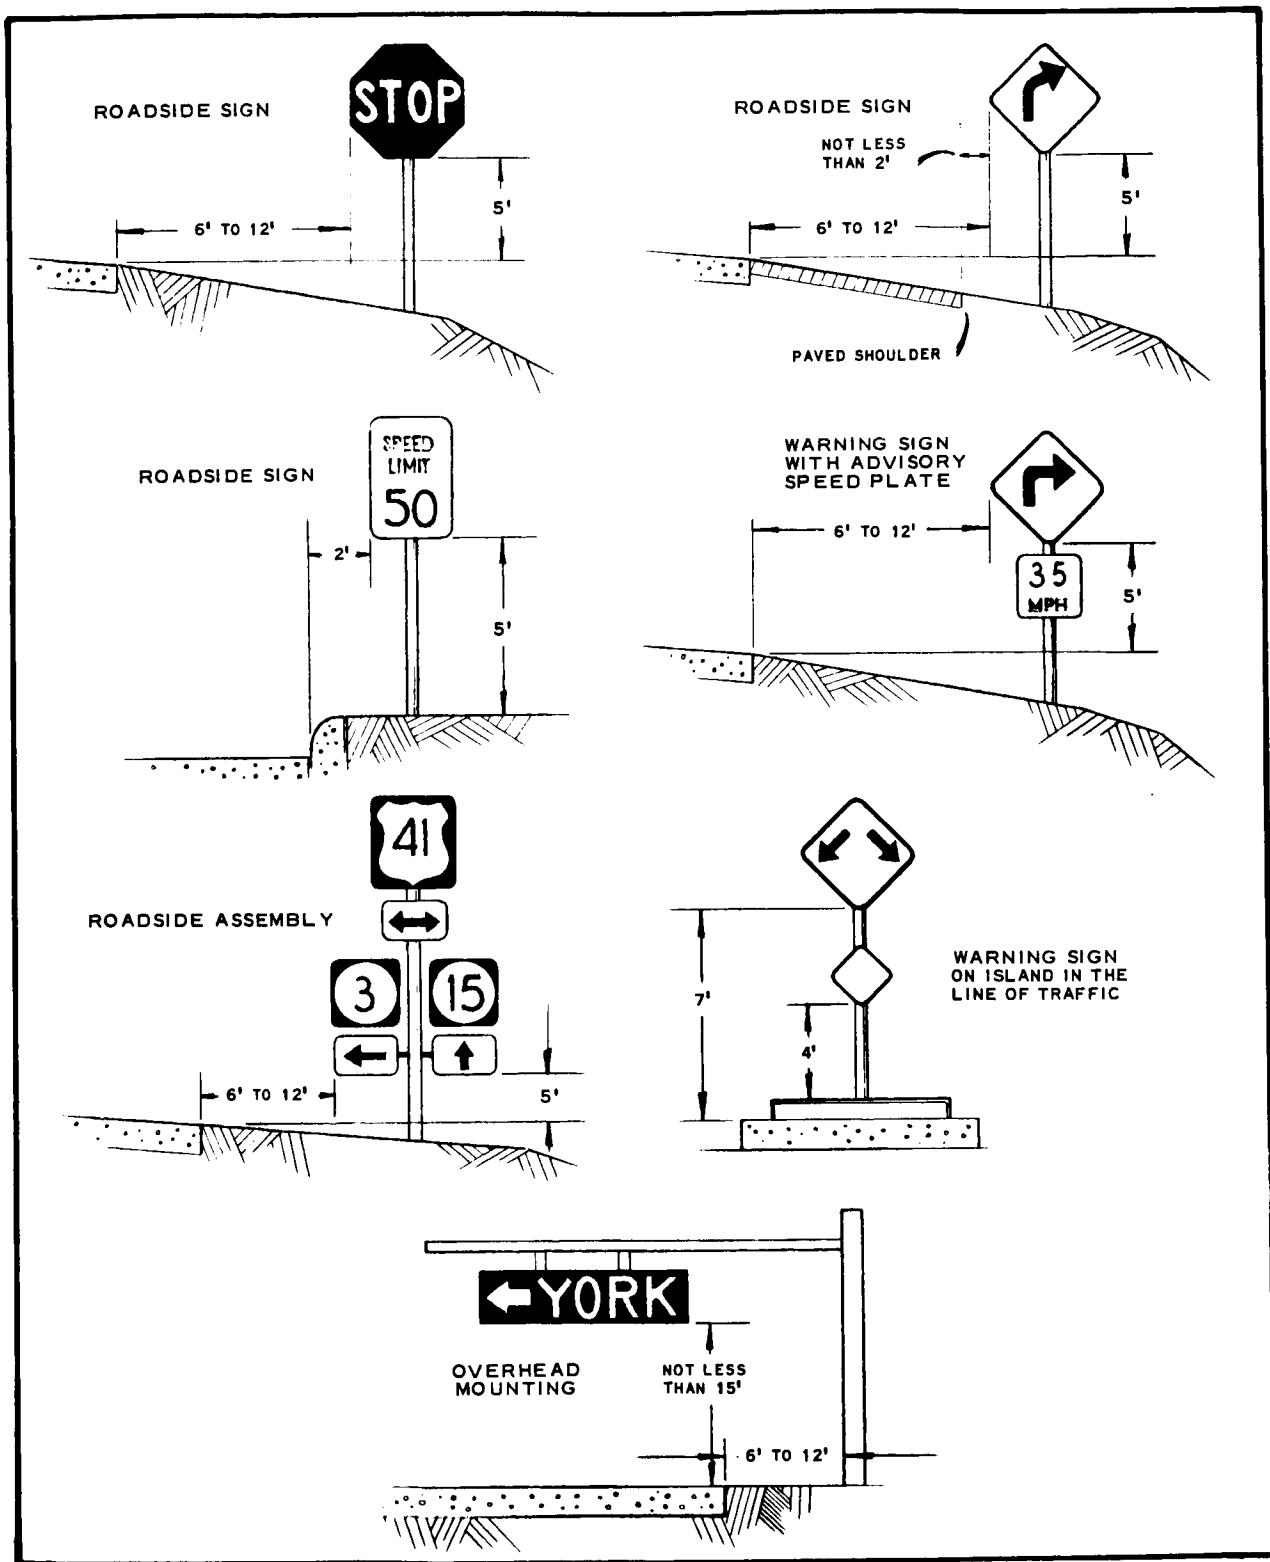 ROADSIDE SIGN
STOP
6' TO 12'
5'
ROADSIDE SIGN
NOT LESS
THAN 2'
6' TO 12'
5'
PAVED SHOULDER
ROADSIDE SIGN
SPEED
LIMIT
50
2'
5'
WARNING SIGN
WITH ADVISORY
SPEED PLATE
6' TO 12'
35
MPH
5'
41
ROADSIDE ASSEMBLY
3
15
6' TO 12'
5'
7'
4'
WARNING SIGN
ON ISLAND IN THE
LINE OF TRAFFIC
YORK
OVERHEAD
MOUNTING
NOT LESS
THAN 15'
6' TO 12'